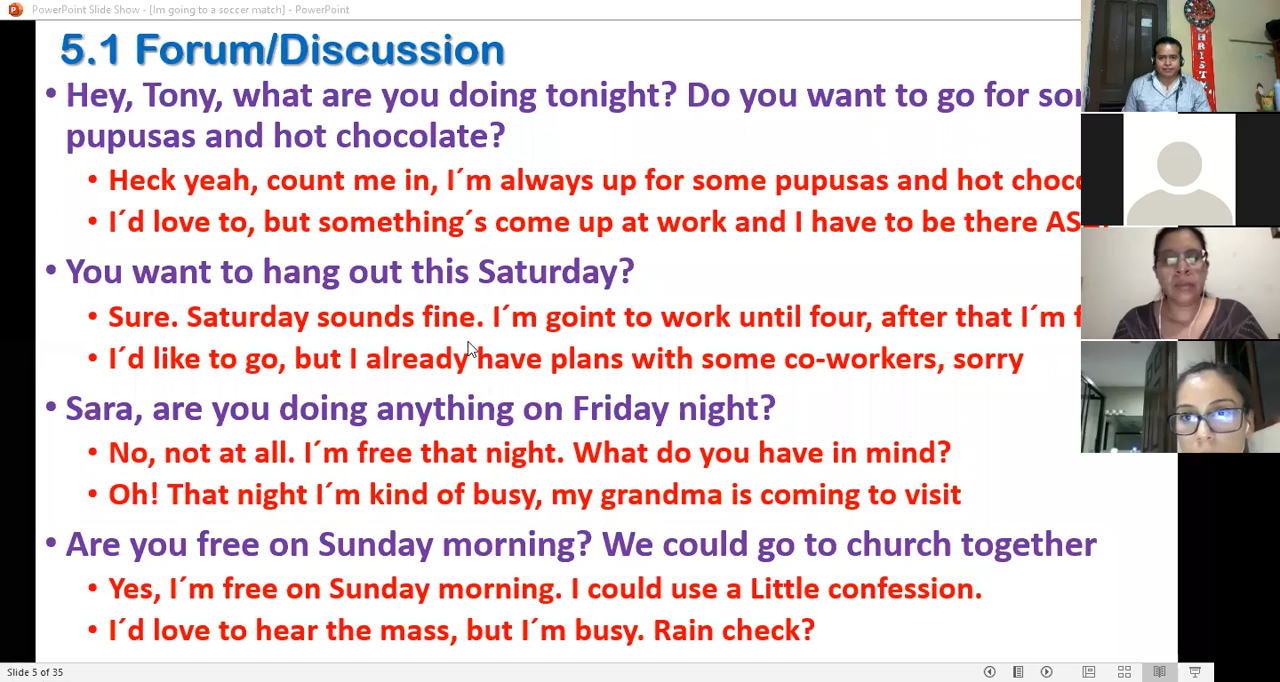 PowerPoint Slide Show - [Im going to a soccer match] - PowerPoint
5.1 Forum/Discussion
• Hey, Tony, what are you doing tonight? Do you want to go for
pupusas and hot chocolate?
• Heck yeah, count me in, I´m always up for some pupusas and hot
• I´d love to, but something´s come up at work and I have to be there
• You want to hang out this Saturday?
• Sure. Saturday sounds fine. I´m goint to work until four, after that I´m
• I´d like to go, but I already have plans with some co-workers, sorry
• Sara, are you doing anything on Friday night?
• No, not at all. I´m free that night. What do you have in mind?
• Oh! That night I´m kind of busy, my grandma is coming to visit
• Are you free on Sunday morning? We could go to church together
• Yes, I´m free on Sunday morning. I could use a Little confession.
• I´d love to hear the mass, but I´m busy. Rain check?
Slide 5 of 35